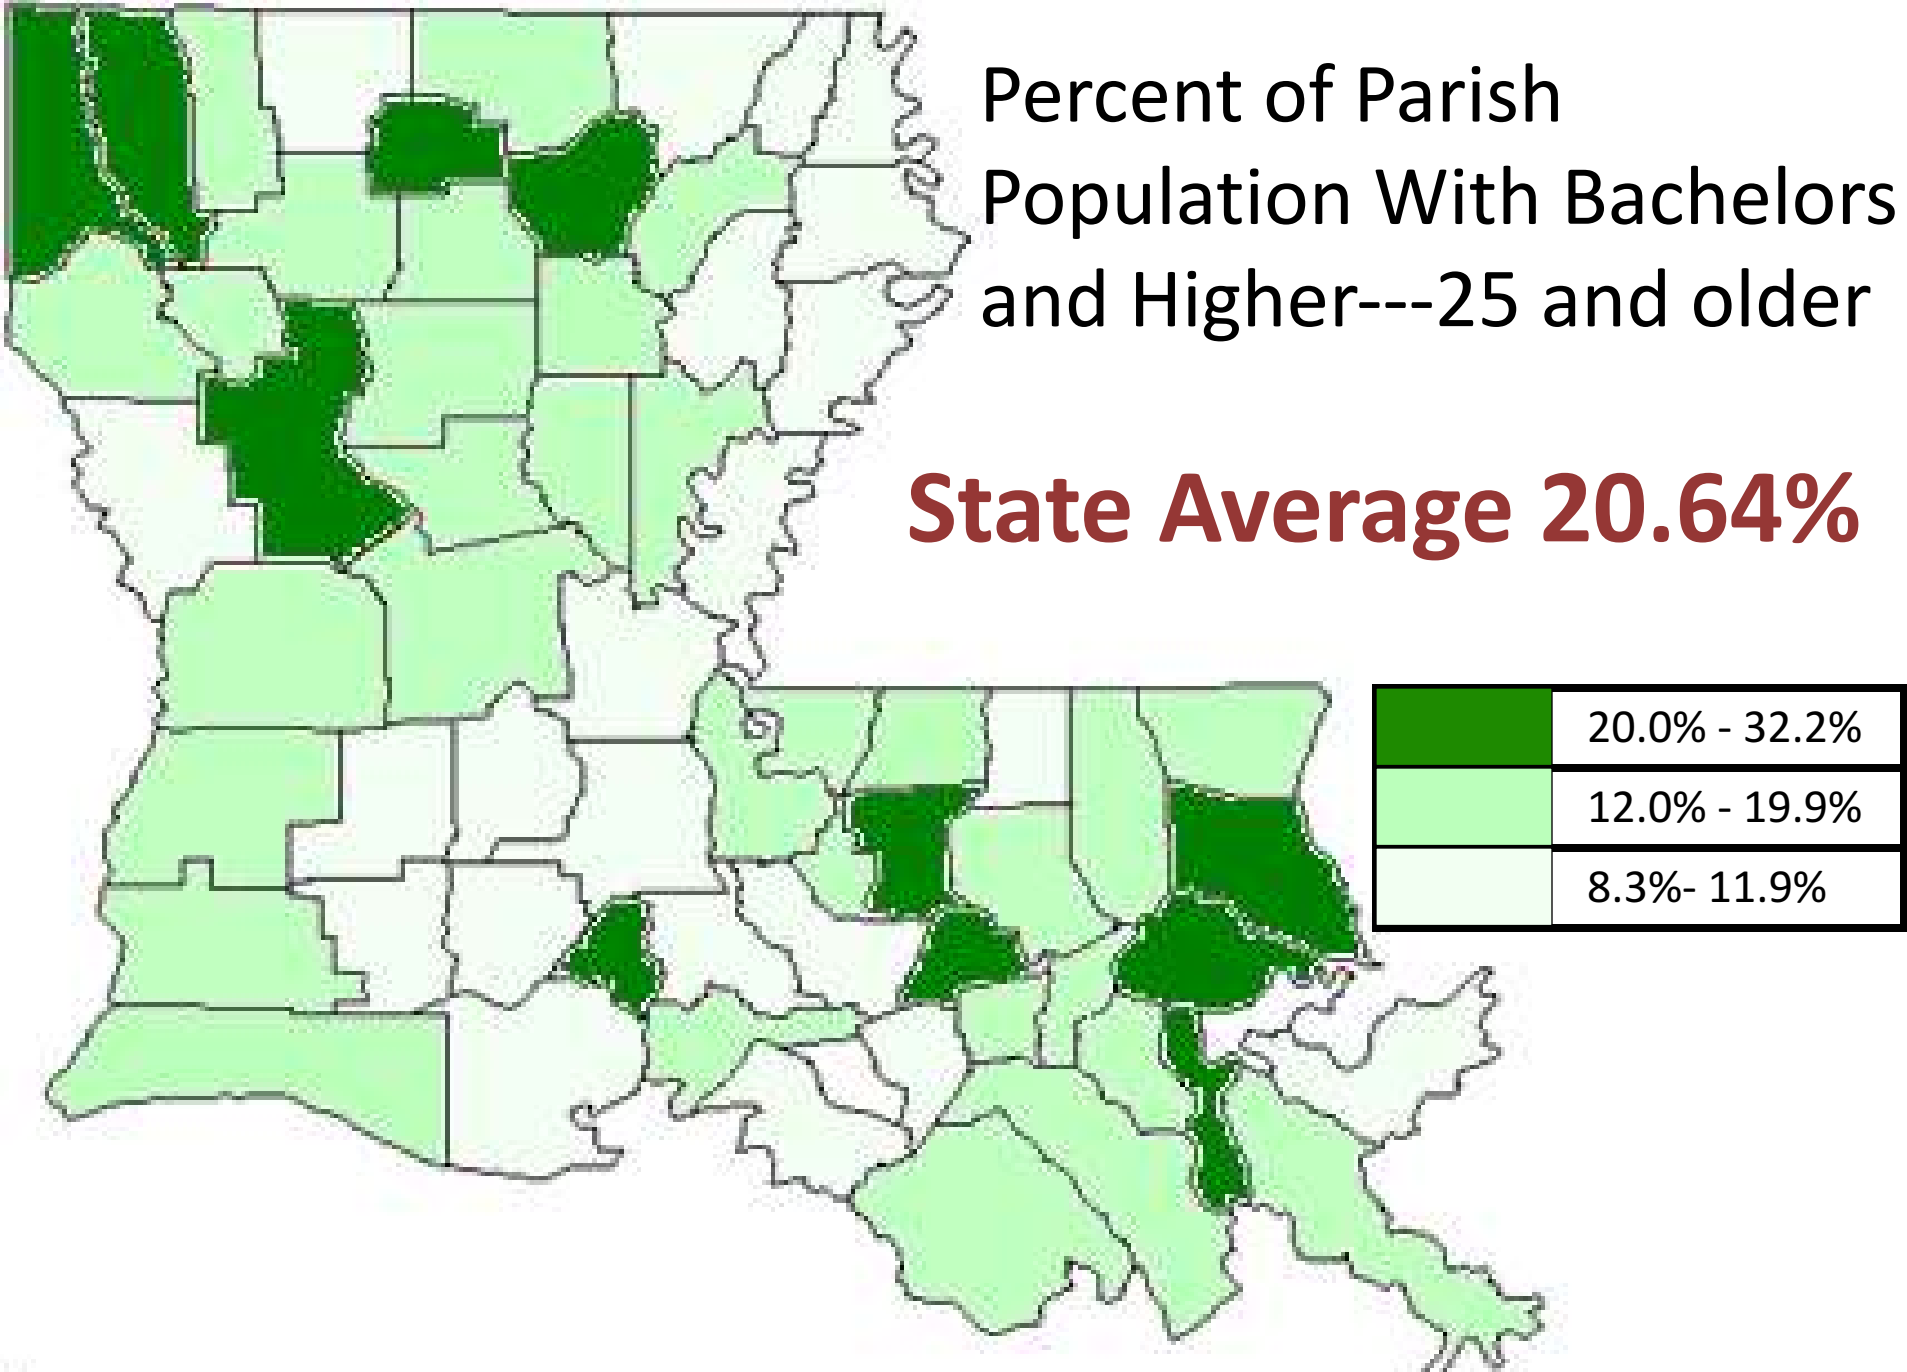 Percent of Parish
Population With Bachelors
and Higher---25 and older
State Average 20.64%
20.0% - 32.2%
12.0% - 19.9%
8.3%- 11.9%